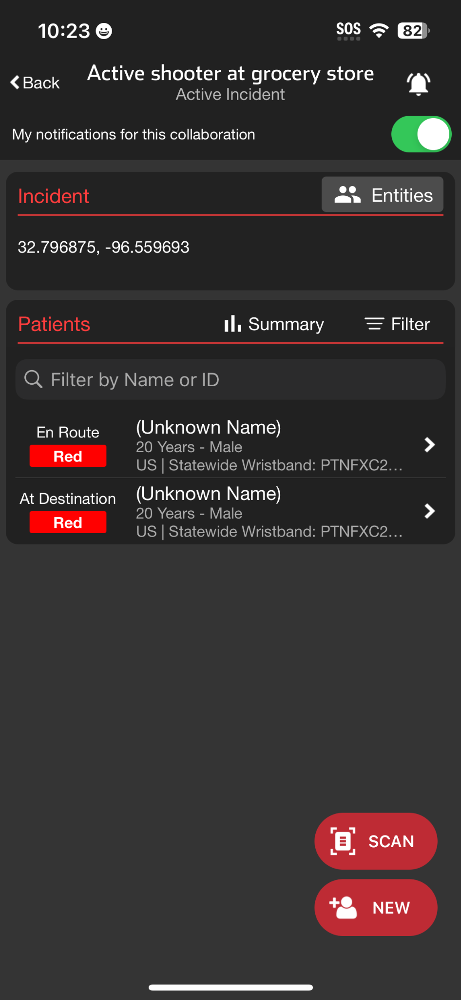 10:23
SOS
82
Back
Active shooter at grocery store
Active Incident
My notifications for this collaboration
Incident
Entities
32.796875, -96.559693
Patients
Summary
Filter
Filter by Name or ID
En Route
Red
(Unknown Name)
20 Years - Male
US | Statewide Wristband: PTNFXC2...
At Destination
Red
(Unknown Name)
20 Years - Male
US | Statewide Wristband: PTNFXC2...
SCAN
NEW